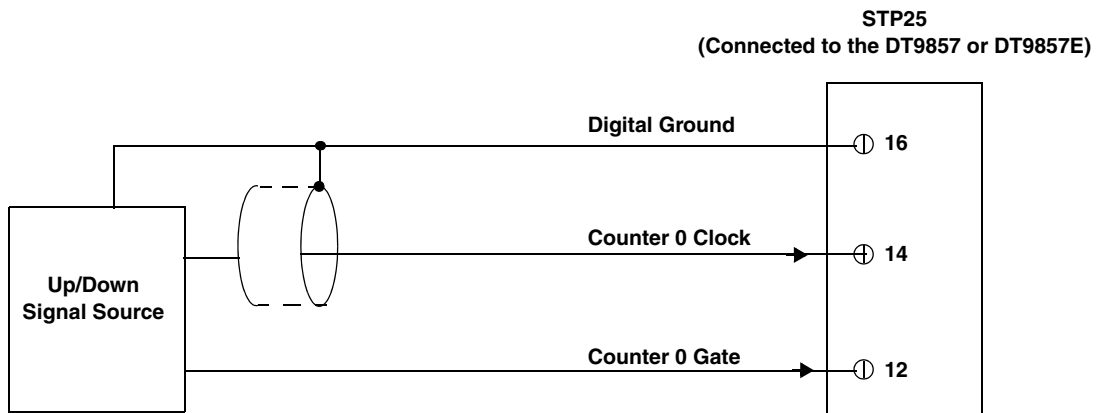 STP25
(Connected to the DT9857 or DT9857E)
Digital Ground
16
Counter 0 Clock
14
Up/Down
Signal Source
Counter 0 Gate
12